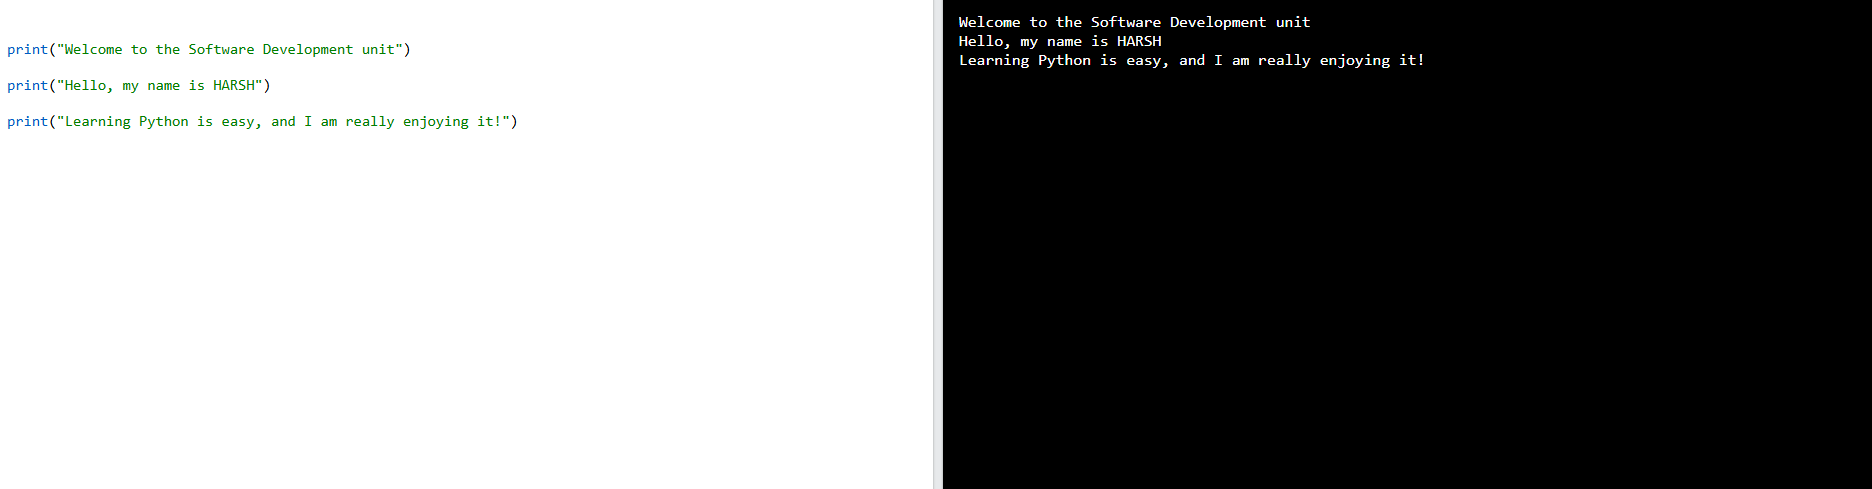 print("Welcome to the Software Development unit")
print("Hello, my name is HARSH")
print("Learning Python is easy, and I am really enjoying it!")
Welcome to the Software Development unit
Hello, my name is HARSH
Learning Python is easy, and I am really enjoying it!